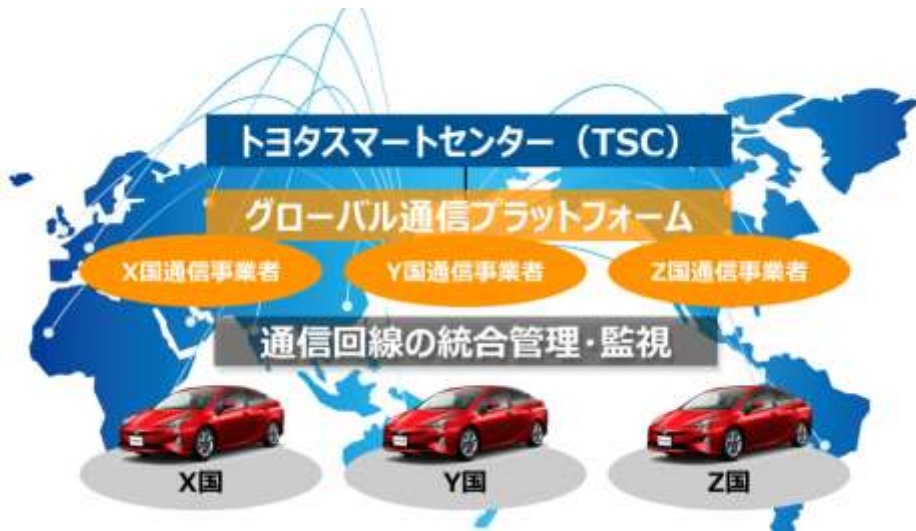 トヨタスマートセンター（TSC）
グローバル通信プラットフォーム
X国通信事業者
Y国通信事業者
Z国通信事業者
通信回線の統合管理・監視
X国
Y国
Z国